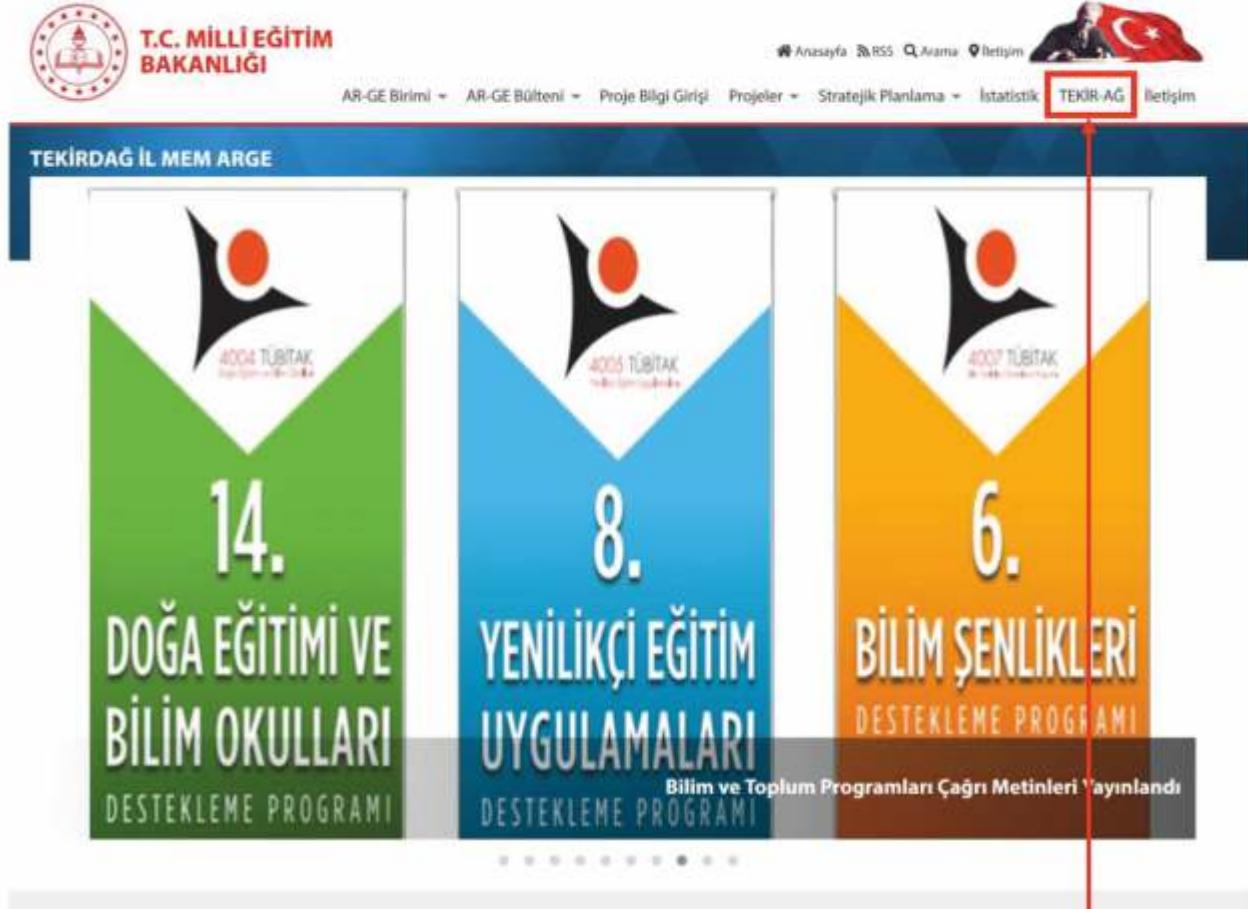 T.C. MİLLÎ EĞİTİM
BAKANLIĞI
Anasayfa RSS Arama İletişim
AR-GE Birimi AR-GE Bülteni Proje Bilgi Girişi Projeler Stratejik Planlama İstatistik TEKİR-AĞ İletişim
TEKİRDAĞ İL MEM ARGE
4004 TÜBİTAK
14.
DOĞA EĞİTİMİ VE
BİLİM OKULLARI
DESTEKLEME PROGRAMI
4005 TÜBİTAK
8.
YENİLİKÇİ EĞİTİM
UYGULAMALARI
DESTEKLEME PROGRAMI
4007 TÜBİTAK
6.
BİLİM ŞENLİKLERİ
DESTEKLEME PROGRAMI
Bilim ve Toplum Programları Çağrı Metinleri Yayınlandı